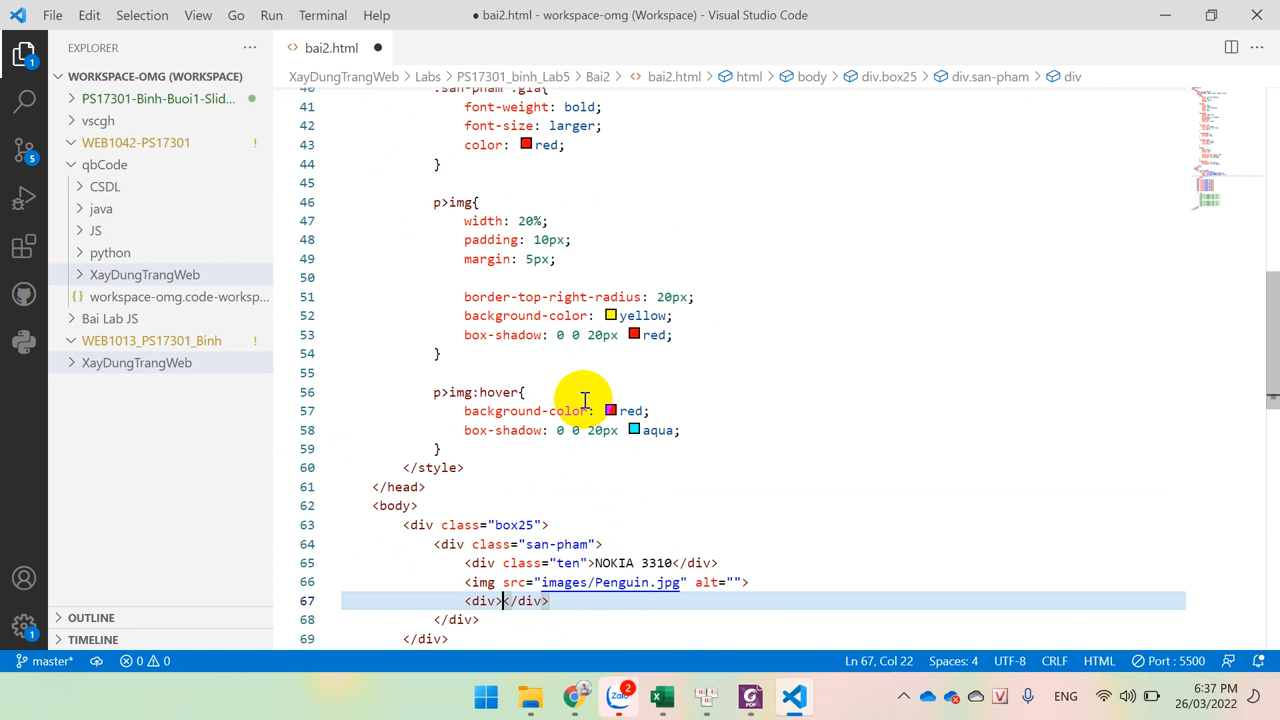 File Edit Selection View Go Run Terminal Help
● bai2.html - workspace-omg (Workspace) - Visual Studio Code
EXPLORER
WORKSPACE-OMG (WORKSPACE)
PS17301-Binh-Buoi1-Slid...
vscgh
WEB1042-PS17301 !
qbCode
CSDL
java
JS
python
XayDungTrangWeb
{} workspace-omg.code-worksp...
Bai Lab JS
WEB1013_PS17301_Binh !
XayDungTrangWeb
OUTLINE
TIMELINE
1
5
1
<> bai2.html ●
XayDungTrangWeb > Labs > PS17301_binh_Lab5 > Bai2 > <> bai2.html > html > body > div.box25 > div.san-pham > div
40 .san-pham .gia{
41 font-weight: bold;
42 font-size: larger;
43 color: red;
44 }
45
46 p>img{
47 width: 20%;
48 padding: 10px;
49 margin: 5px;
50
51 border-top-right-radius: 20px;
52 background-color: yellow;
53 box-shadow: 0 0 20px red;
54 }
55
56 p>img:hover{
57 background-color: red;
58 box-shadow: 0 0 20px aqua;
59 }
60 </style>
61 </head>
62 <body>
63 <div class="box25">
64 <div class="san-pham">
65 <div class="ten">NOKIA 3310</div>
66 <img src="images/Penguin.jpg" alt="">
67 <div></div>
68 </div>
69 </div>
master* 0 0 Ln 67, Col 22 Spaces: 4 UTF-8 CRLF HTML Port : 5500
Zalo 2 PDF V ENG 6:37 PM
26/03/2022